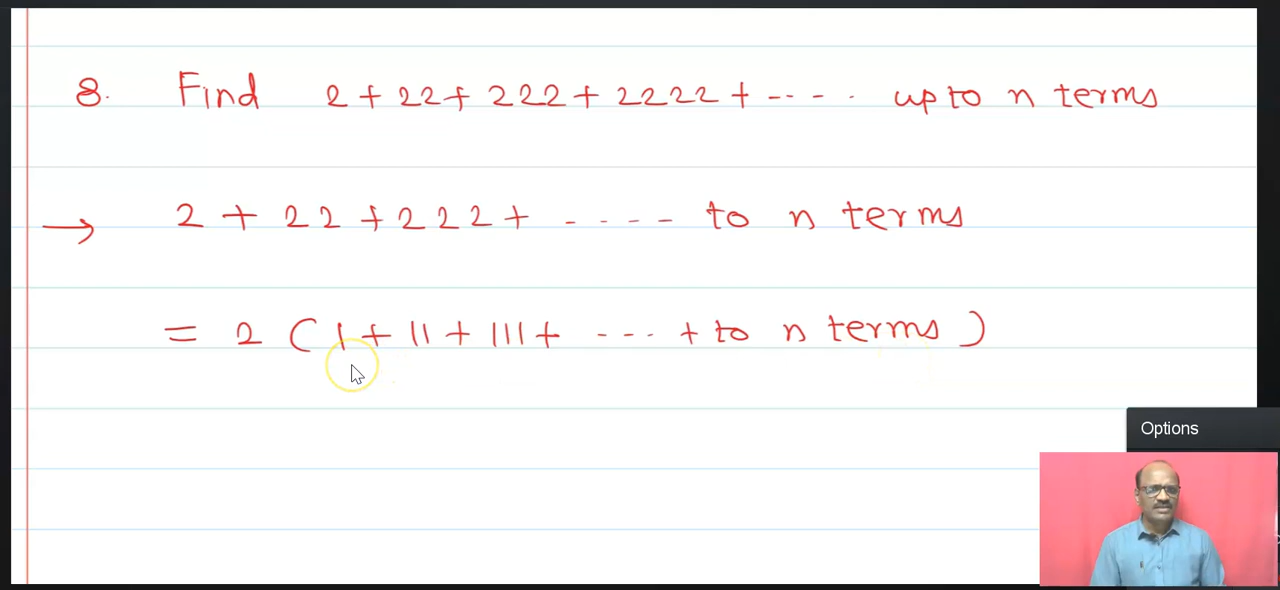 8. Find 2 + 22 + 222 + 2222 + ----. upto n terms
→ 2 + 22 + 222 + ----- to n terms
= 2 ( 1 + 11 + 111 + --- + to n terms )
Options